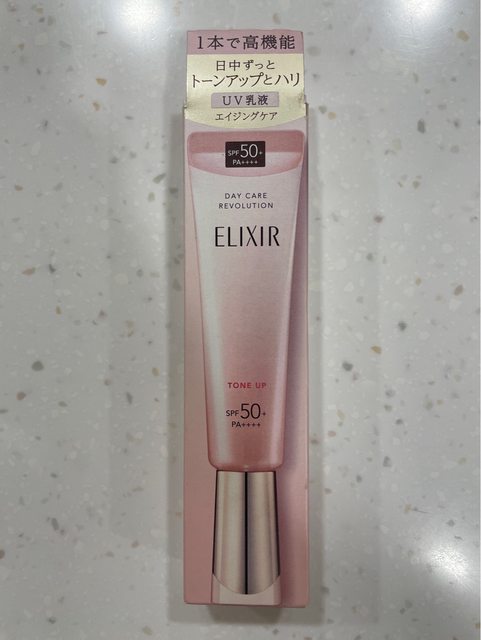 1本で高機能
日中ずっと
トーンアップとハリ
UV乳液
エイジングケア
SPF50+
PA++++
DAY CARE
REVOLUTION
ELIXIR
TONE UP
SPF50+
PA++++